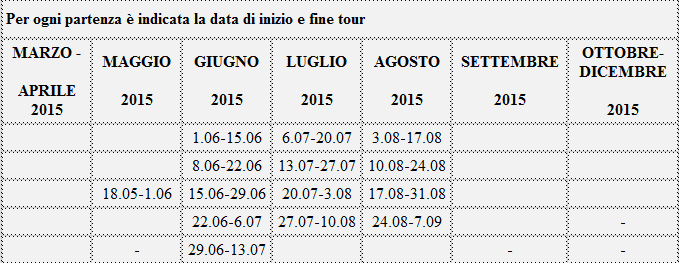 Per ogni partenza è indicata la data di inizio e fine tour
MARZO - APRILE 2015 MAGGIO 2015 GIUGNO 2015 LUGLIO 2015 AGOSTO 2015 SETTEMBRE 2015 OTTOBRE-DICEMBRE 2015
1.06-15.06 6.07-20.07 3.08-17.08
8.06-22.06 13.07-27.07 10.08-24.08
18.05-1.06 15.06-29.06 20.07-3.08 17.08-31.08
22.06-6.07 27.07-10.08 24.08-7.09 -
- 29.06-13.07 - -